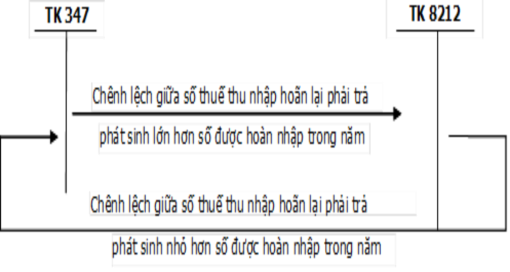 TK 347
TK 8212
Chênh lệch giữa số thuế thu nhập hoãn lại phải trả
phát sinh lớn hơn số được hoàn nhập trong năm
Chênh lệch giữa số thuế thu nhập hoãn lại phải trả
phát sinh nhỏ hơn số được hoàn nhập trong năm